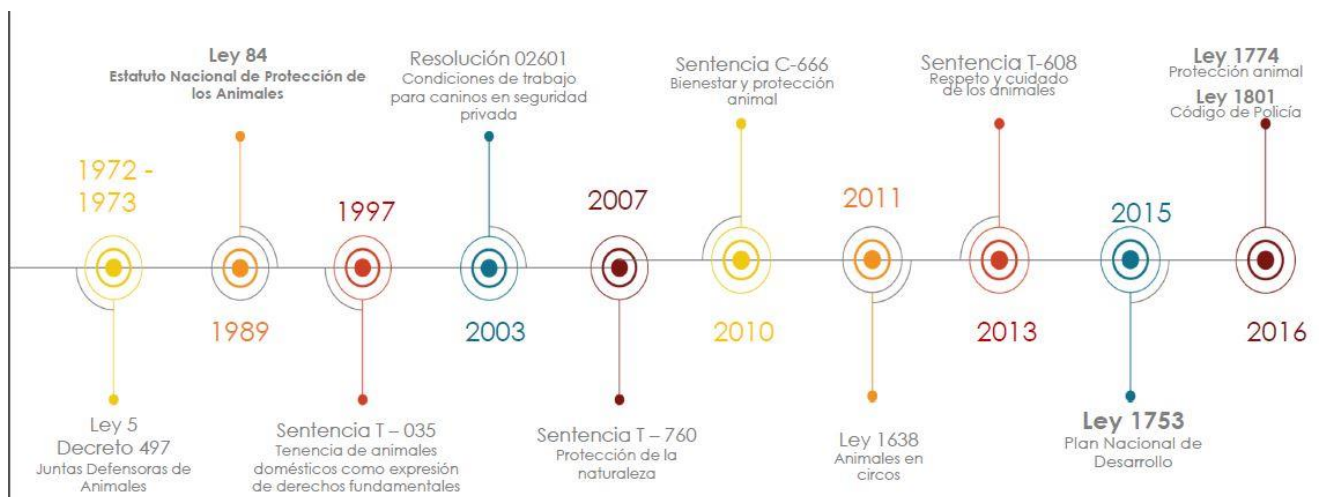 1972 -
1973
Ley 5
Decreto 497
Juntas Defensoras de
Animales
Ley 84
Estatuto Nacional de Protección de
los Animales
1989
1997
Sentencia T – 035
Tenencia de animales
domésticos como expresión
de derechos fundamentales
Resolución 02601
Condiciones de trabajo
para caninos en seguridad
privada
2003
2007
Sentencia T – 760
Protección de la
naturaleza
Sentencia C-666
Bienestar y protección
animal
2010
2011
Ley 1638
Animales en
circos
Sentencia T-608
Respeto y cuidado
de los animales
2013
2015
Ley 1753
Plan Nacional de
Desarrollo
Ley 1774
Protección animal
Ley 1801
Código de Policía
2016